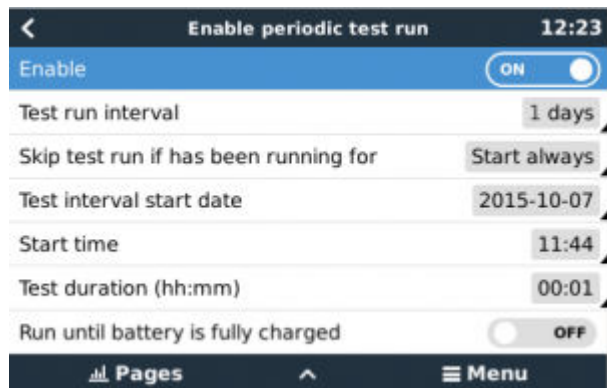 Enable periodic test run 12:23
Enable ON
Test run interval 1 days
Skip test run if has been running for Start always
Test interval start date 2015-10-07
Start time 11:44
Test duration (hh:mm) 00:01
Run until battery is fully charged OFF
Pages Menu